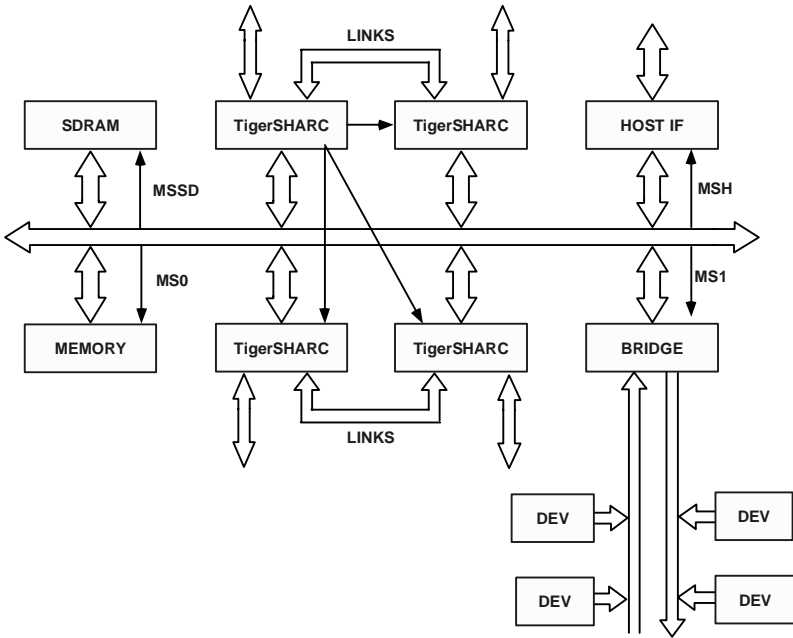 LINKS
SDRAM
TigerSHARC
TigerSHARC
HOST IF
MSSD
MSH
MS0
MS1
MEMORY
TigerSHARC
TigerSHARC
BRIDGE
LINKS
DEV
DEV
DEV
DEV